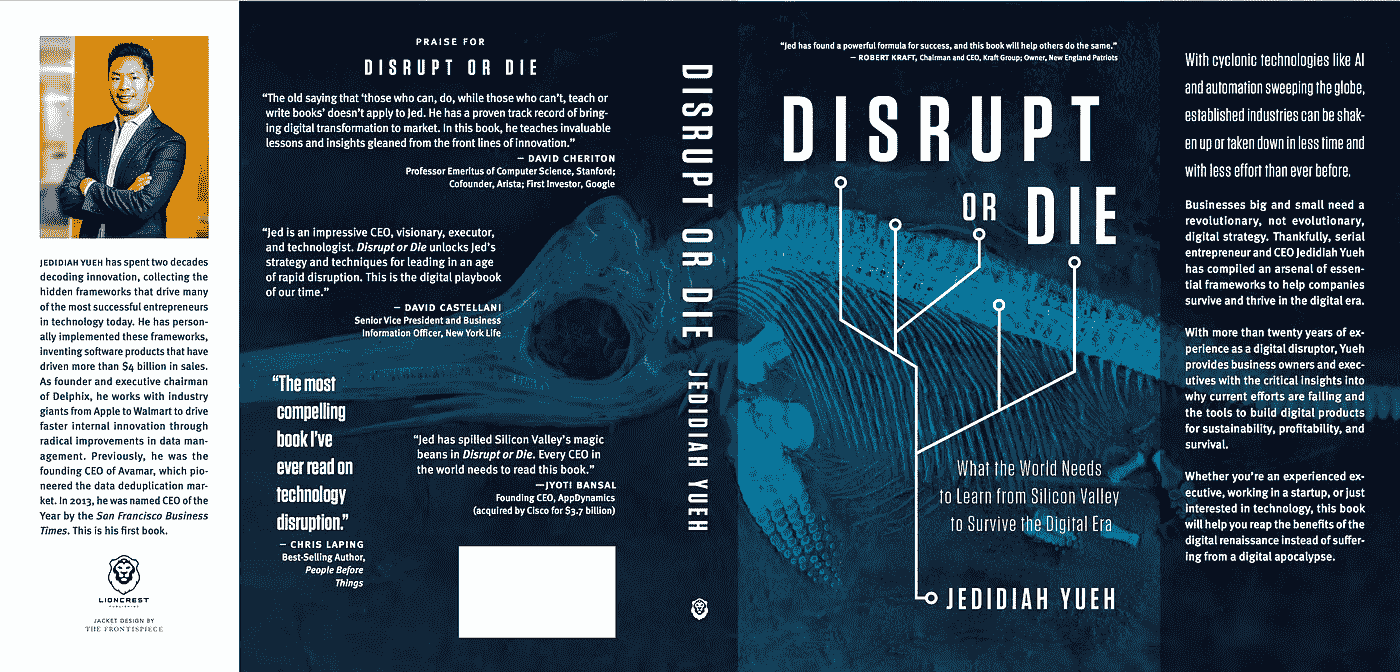 JEDIDIAH YUEH has spent two decades
decoding innovation, collecting the
hidden frameworks that drive many
of the most successful entrepreneurs
in technology today. He has person-
ally implemented these frameworks,
inventing software products that have
driven more than $4 billion in sales.
As founder and executive chairman
of Delphix, he works with industry
giants from Apple to Walmart to drive
faster internal innovation through
radical improvements in data man-
agement. Previously, he was the
founding CEO of Avamar, which pio-
neered the data deduplication mar-
ket. In 2013, he was named CEO of the
Year by the San Francisco Business
Times. This is his first book.
LIONCREST
PUBLISHING
JACKET DESIGN BY
THE FRONTISPIECE
PRAISE FOR
DISRUPT OR DIE
“The old saying that ‘those who can, do, while those who can’t, teach or
write books’ doesn’t apply to Jed. He has a proven track record of bring-
ing digital transformation to market. In this book, he teaches invaluable
lessons and insights gleaned from the front lines of innovation.”
— DAVID CHERITON
Professor Emeritus of Computer Science, Stanford;
Cofounder, Arista; First Investor, Google
“Jed is an impressive CEO, visionary, executor,
and technologist. Disrupt or Die unlocks Jed’s
strategy and techniques for leading in an age
of rapid disruption. This is the digital playbook
of our time.”
— DAVID CASTELLANI
Senior Vice President and Business
Information Officer, New York Life
“The most
compelling
book I’ve
ever read on
technology
disruption.”
— CHRIS LAPING
Best-Selling Author,
People Before
Things
“Jed has spilled Silicon Valley’s magic
beans in Disrupt or Die. Every CEO in
the world needs to read this book.”
—JYOTI BANSAL
Founding CEO, AppDynamics
(acquired by Cisco for $3.7 billion)
DISRUPT OR DIE JEDIDIAH YUEH
“Jed has found a powerful formula for success, and this book will help others do the same.”
— ROBERT KRAFT, Chairman and CEO, Kraft Group; Owner, New England Patriots
DISRUPT
OR DIE
What the World Needs
to Learn from Silicon Valley
to Survive the Digital Era
JEDIDIAH YUEH
With cyclonic technologies like AI
and automation sweeping the globe,
established industries can be shak-
en up or taken down in less time and
with less effort than ever before.
Businesses big and small need a
revolutionary, not evolutionary,
digital strategy. Thankfully, serial
entrepreneur and CEO Jedidiah Yueh
has compiled an arsenal of essen-
tial frameworks to help companies
survive and thrive in the digital era.
With more than twenty years of ex-
perience as a digital disruptor, Yueh
provides business owners and exec-
utives with the critical insights into
why current efforts are failing and
the tools to build digital products
for sustainability, profitability, and
survival.
Whether you’re an experienced ex-
ecutive, working in a startup, or just
interested in technology, this book
will help you reap the benefits of the
digital renaissance instead of suffer-
ing from a digital apocalypse.